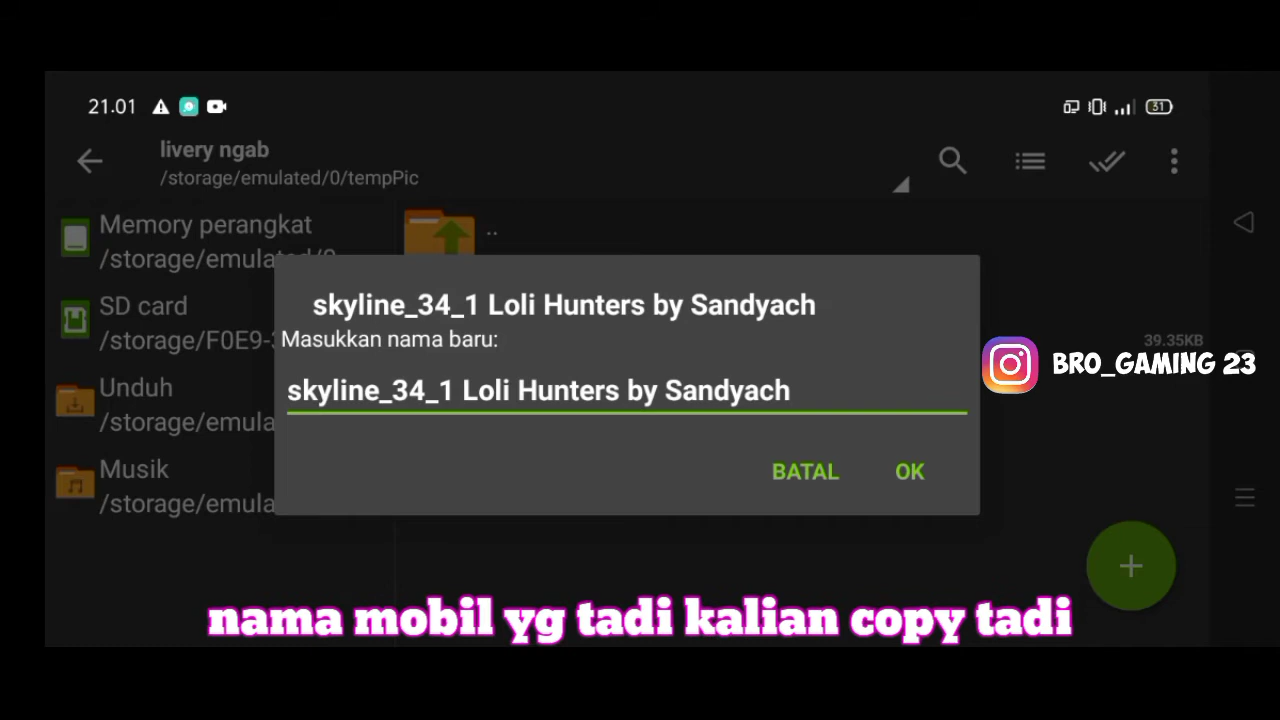 21.01
31
livery ngab
/storage/emulated/0/tempPic
Memory perangkat
/storage/emulated/0
..
SD card
/storage/F0E9-
39.35KB
Unduh
/storage/emula
Musik
/storage/emula
skyline_34_1 Loli Hunters by Sandyach
Masukkan nama baru:
skyline_34_1 Loli Hunters by Sandyach
BATAL
OK
BRO_GAMING 23
nama mobil yg tadi kalian copy tadi